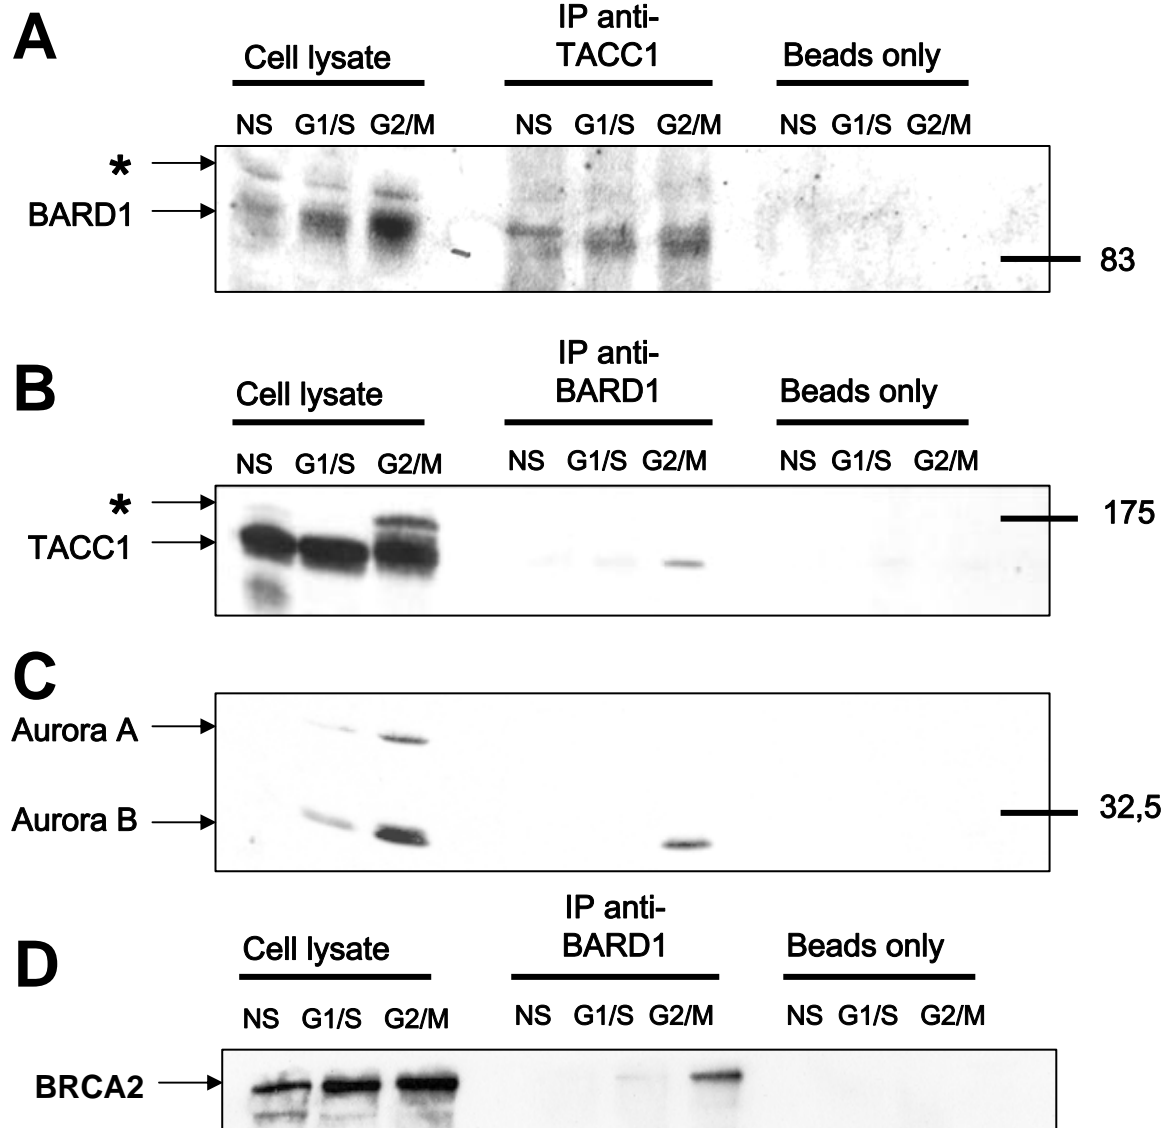 A
Cell lysate
IP anti-
TACC1
Beads only
NS G1/S G2/M NS G1/S G2/M NS G1/S G2/M
*
BARD1
83
B
Cell lysate
IP anti-
BARD1
Beads only
NS G1/S G2/M NS G1/S G2/M NS G1/S G2/M
*
175
TACC1
C
Aurora A
Aurora B
32,5
D
Cell lysate
IP anti-
BARD1
Beads only
NS G1/S G2/M NS G1/S G2/M NS G1/S G2/M
BRCA2